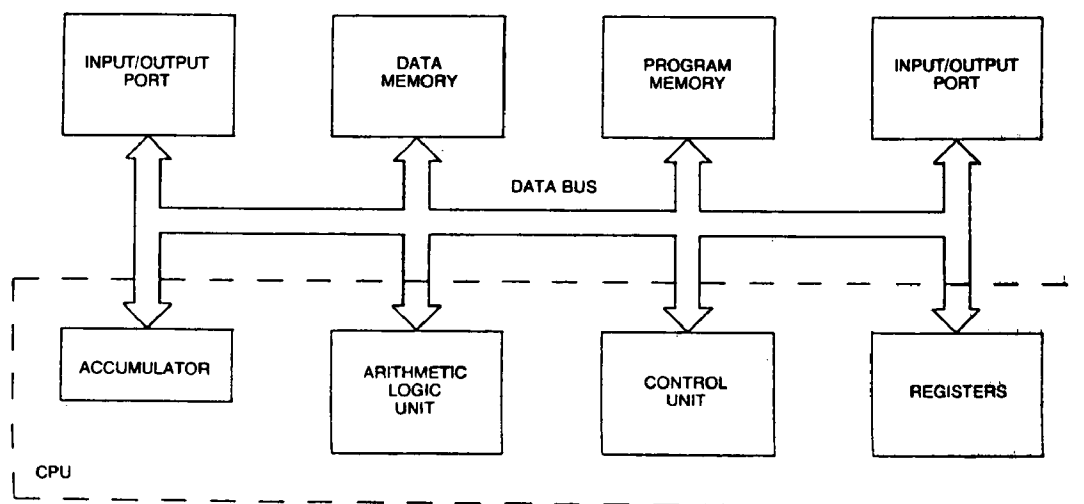 INPUT/OUTPUT
PORT
DATA
MEMORY
PROGRAM
MEMORY
INPUT/OUTPUT
PORT
DATA BUS
ACCUMULATOR
ARITHMETIC
LOGIC
UNIT
CONTROL
UNIT
REGISTERS
CPU